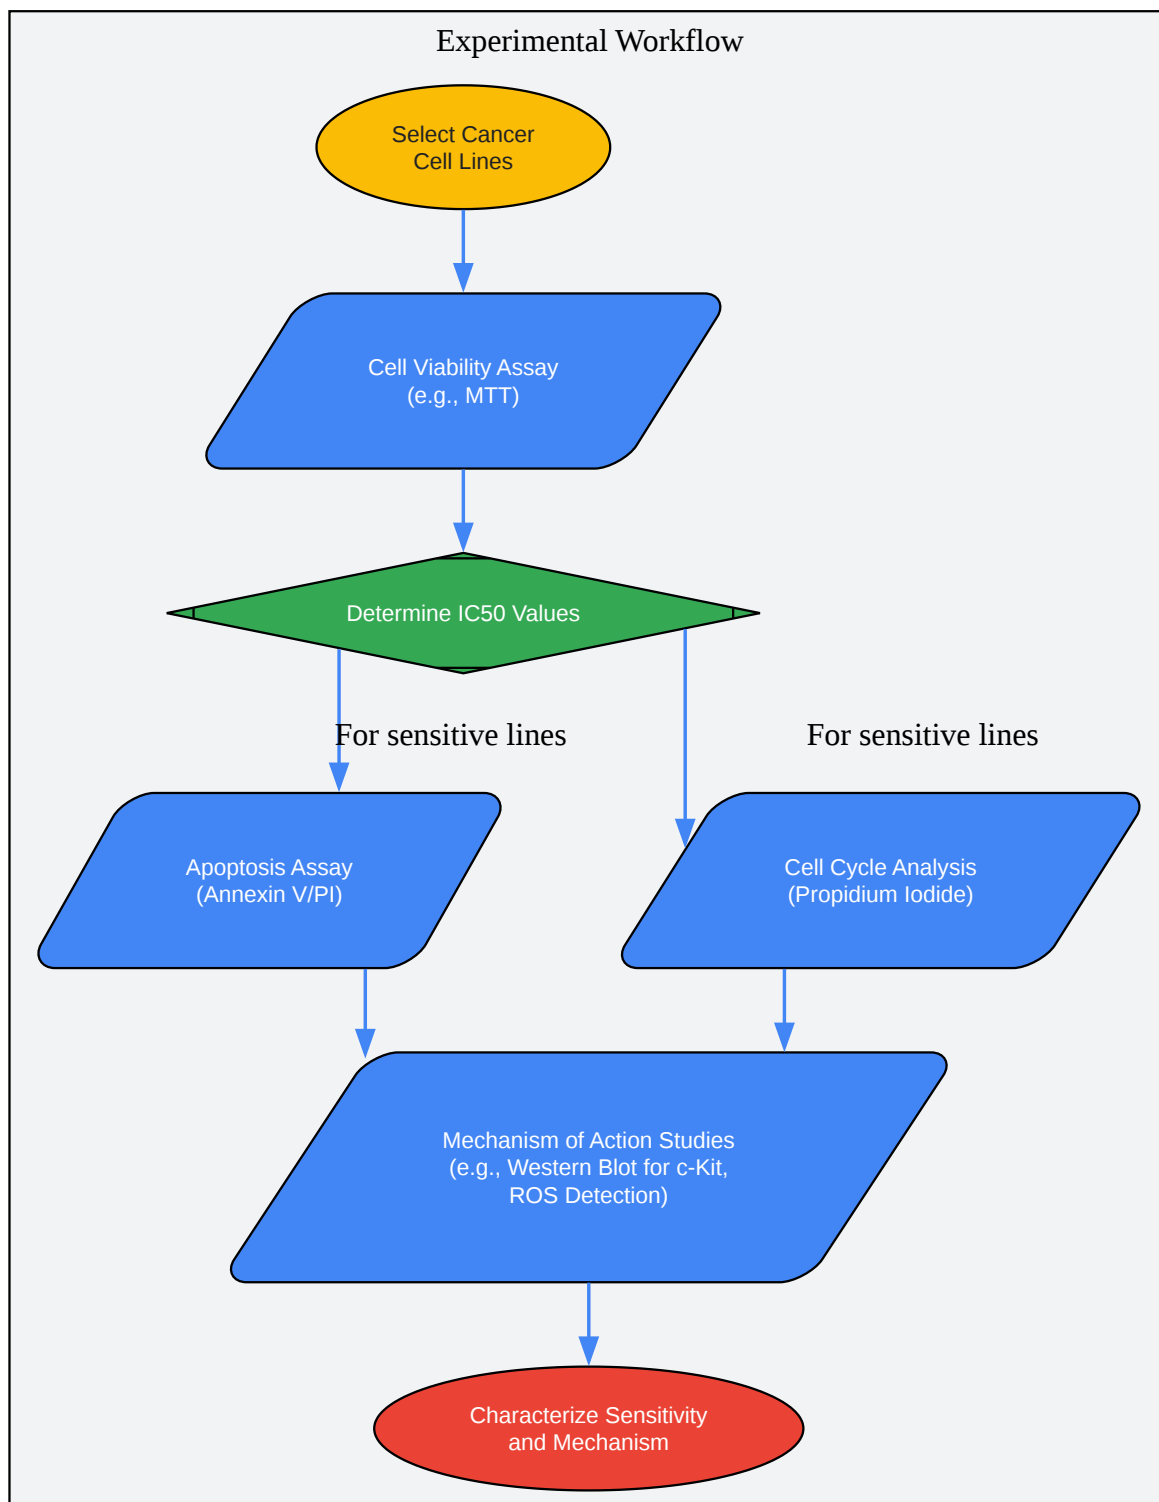 Experimental Workflow
Select Cancer
Cell Lines
Cell Viability Assay
(e.g., MTT)
Determine IC50 Values
For sensitive lines
For sensitive lines
Apoptosis Assay
(Annexin V/PI)
Cell Cycle Analysis
(Propidium Iodide)
Mechanism of Action Studies
(e.g., Western Blot for c-Kit,
ROS Detection)
Characterize Sensitivity
and Mechanism